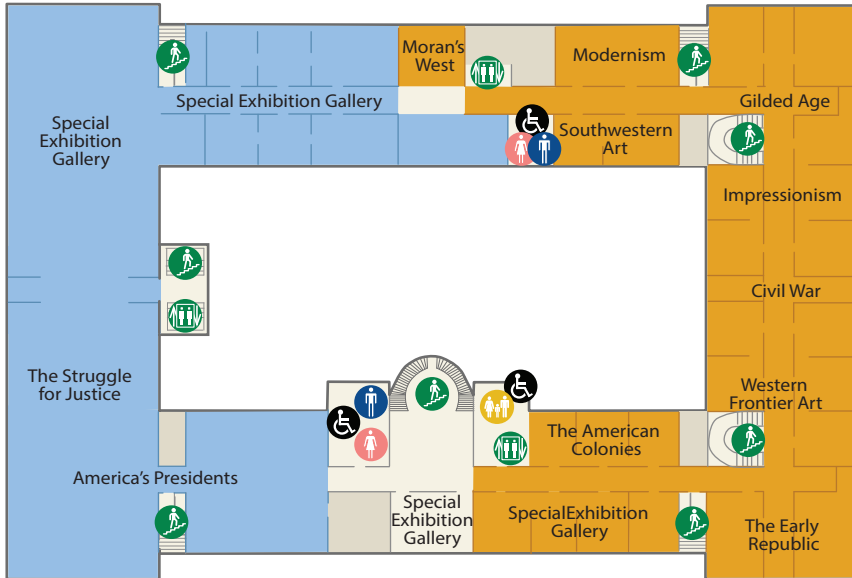 Moran's
West
Modernism
Special Exhibition Gallery
Gilded Age
Special
Exhibition
Gallery
Southwestern
Art
Impressionism
Civil War
The Struggle
for Justice
Western
Frontier Art
The American
Colonies
America's Presidents
Special
Exhibition
Gallery
SpecialExhibition
Gallery
The Early
Republic